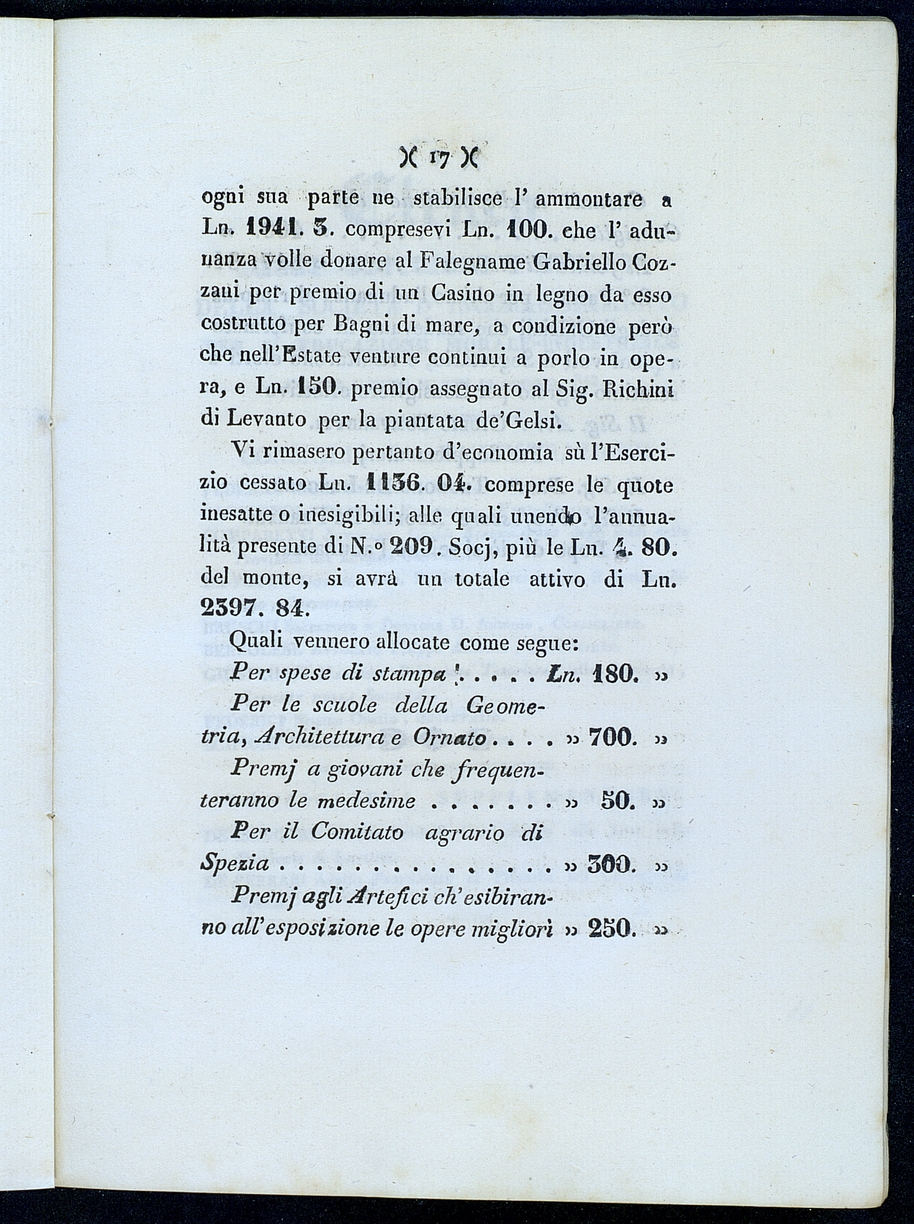 )( 17 )(
ogni sua parte ne stabilisce l' ammontare a
Ln. 1941. 3. compresevi Ln. 100. che l' adu-
nanza volle donare al Falegname Gabriello Coz-
zani per premio di un Casino in legno da esso
costrutto per Bagni di mare, a condizione però
che nell'Estate venture continui a porlo in ope-
ra, e Ln. 150. premio assegnato al Sig. Richini
di Levanto per la piantata de'Gelsi.
Vi rimasero pertanto d'economia sù l'Eserci-
zio cessato Ln. 1136. 04. comprese le quote
inesatte o inesigibili; alle quali unendo l'annua-
lità presente di N.º 209. Socj, più le Ln. 4. 80.
del monte, si avrà un totale attivo di Ln.
2397. 84.
Quali vennero allocate come segue:
Per spese di stampa . . . . . Ln. 180. »
Per le scuole della Geome-
tria, Architettura e Ornato . . . . » 700. »
Premj a giovani che frequen-
teranno le medesime . . . . . . . » 50. »
Per il Comitato agrario di
Spezia . . . . . . . . . . . . . . . » 300. »
Premj agli Artefici ch'esibiran-
no all'esposizione le opere migliori » 250. »